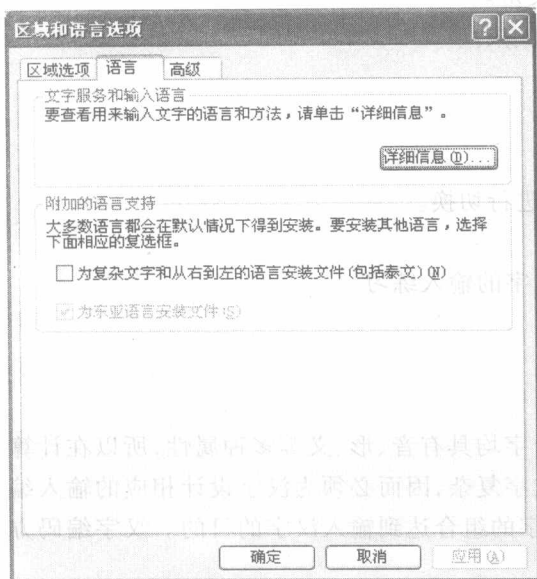 区域和语言选项
区域选项 语言 高级
文字服务和输入语言
要查看用来输入文字的语言和方法，请单击“详细信息”。
详细信息(D)...
附加的语言支持
大多数语言都会在默认情况下得到安装。要安装其他语言，选择
下面相应的复选框。
为复杂文字和从右到左的语言安装文件(包括泰文)(N)
为东亚语言安装文件(S)
确定 取消 应用(A)